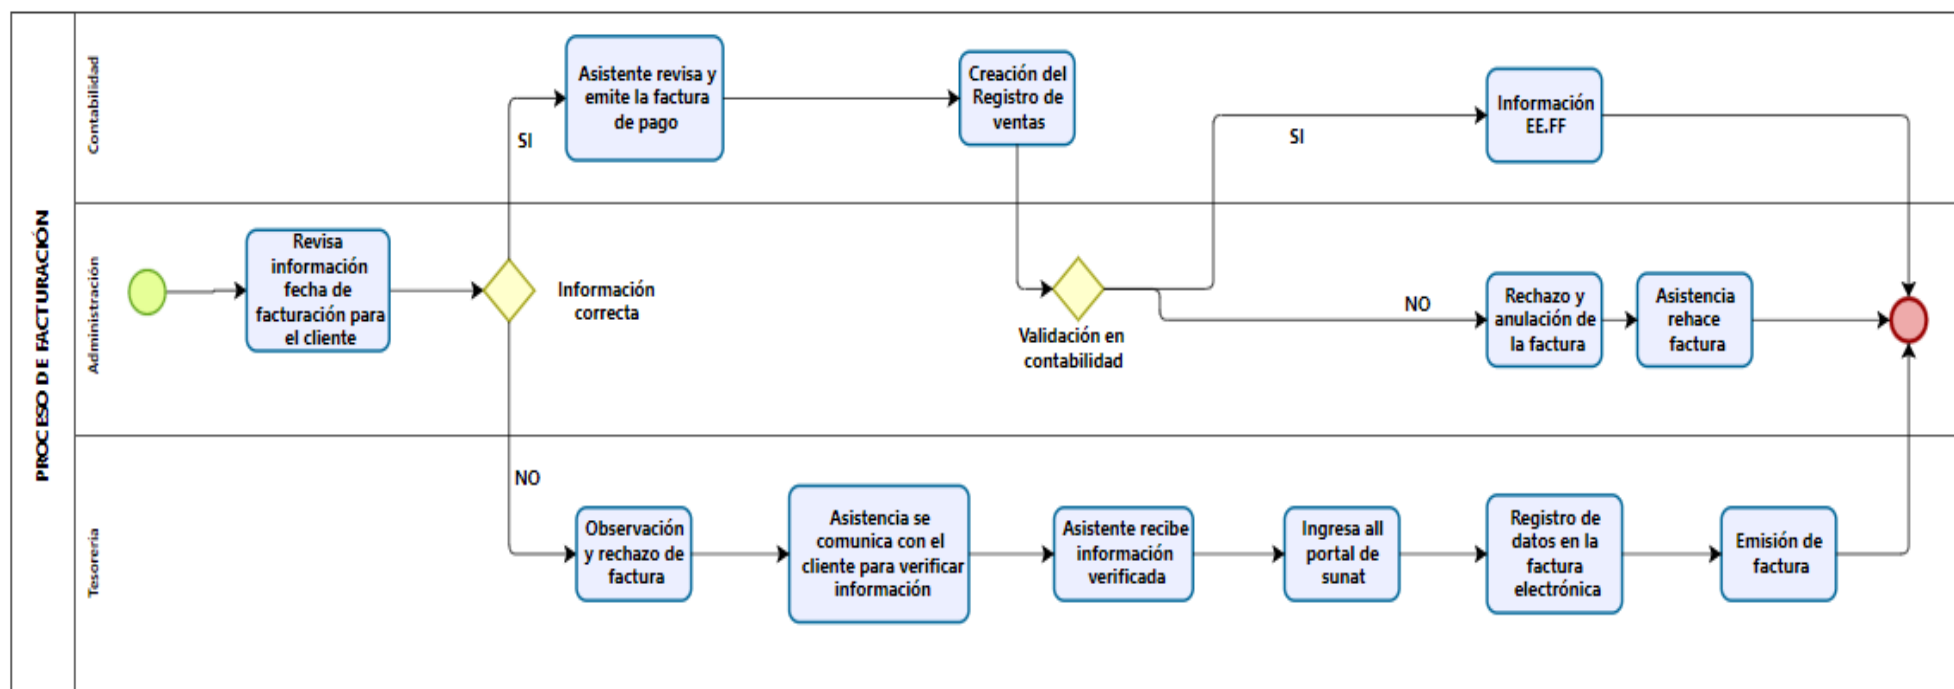 PROCESO DE FACTURACIÓN
Contabilidad
Asistente revisa y
emite la factura
de pago
Creación del
Registro de
ventas
Información
EE.FF
SI
SI
Administración
Revisa
información
fecha de
facturación para
el cliente
Información
correcta
Validación en
contabilidad
NO
Rechazo y
anulación de
la factura
Asistencia
rehace
factura
Tesoreria
NO
Observación
y rechazo de
factura
Asistencia se
comunica con el
cliente para verificar
información
Asistente recibe
información
verificada
Ingresa all
portal de
sunat
Registro de
datos en la
factura
electrónica
Emisión de
factura